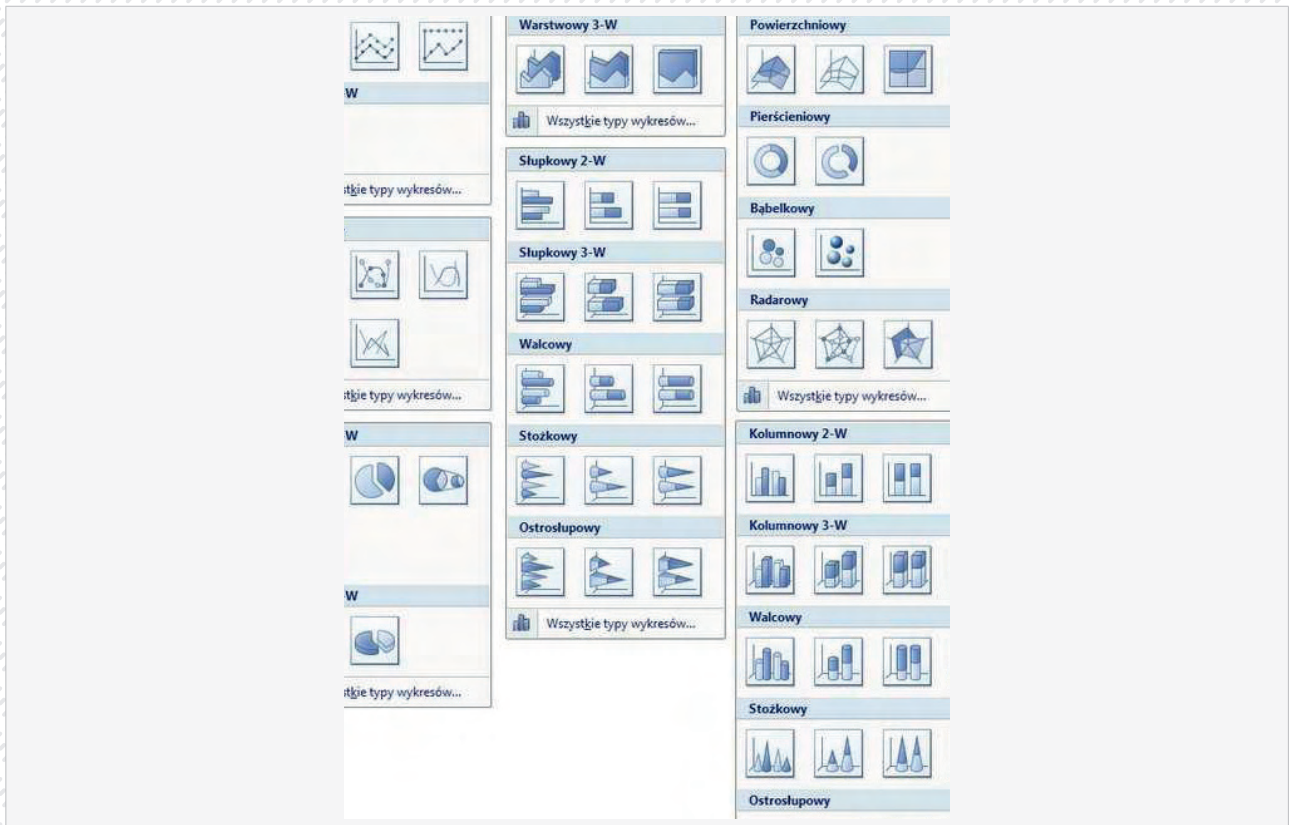 -W
stkie typy wykresów...
stkie typy wykresów...
-W
-W
stkie typy wykresów...
Warstwowy 3-W
Wszystkie typy wykresów...
Słupkowy 2-W
Słupkowy 3-W
Walcowy
Stożkowy
Ostrosłupowy
Wszystkie typy wykresów...
Powierzchniowy
Pierścieniowy
Bąbelkowy
Radarowy
Wszystkie typy wykresów...
Kolumnowy 2-W
Kolumnowy 3-W
Walcowy
Stożkowy
Ostrosłupowy